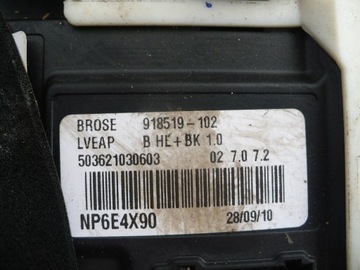 BROSE 918519-102
LVEAP B HE+BK 1.0
503621030603 02 7.0 7.2
NP6E4X90 28/09/10